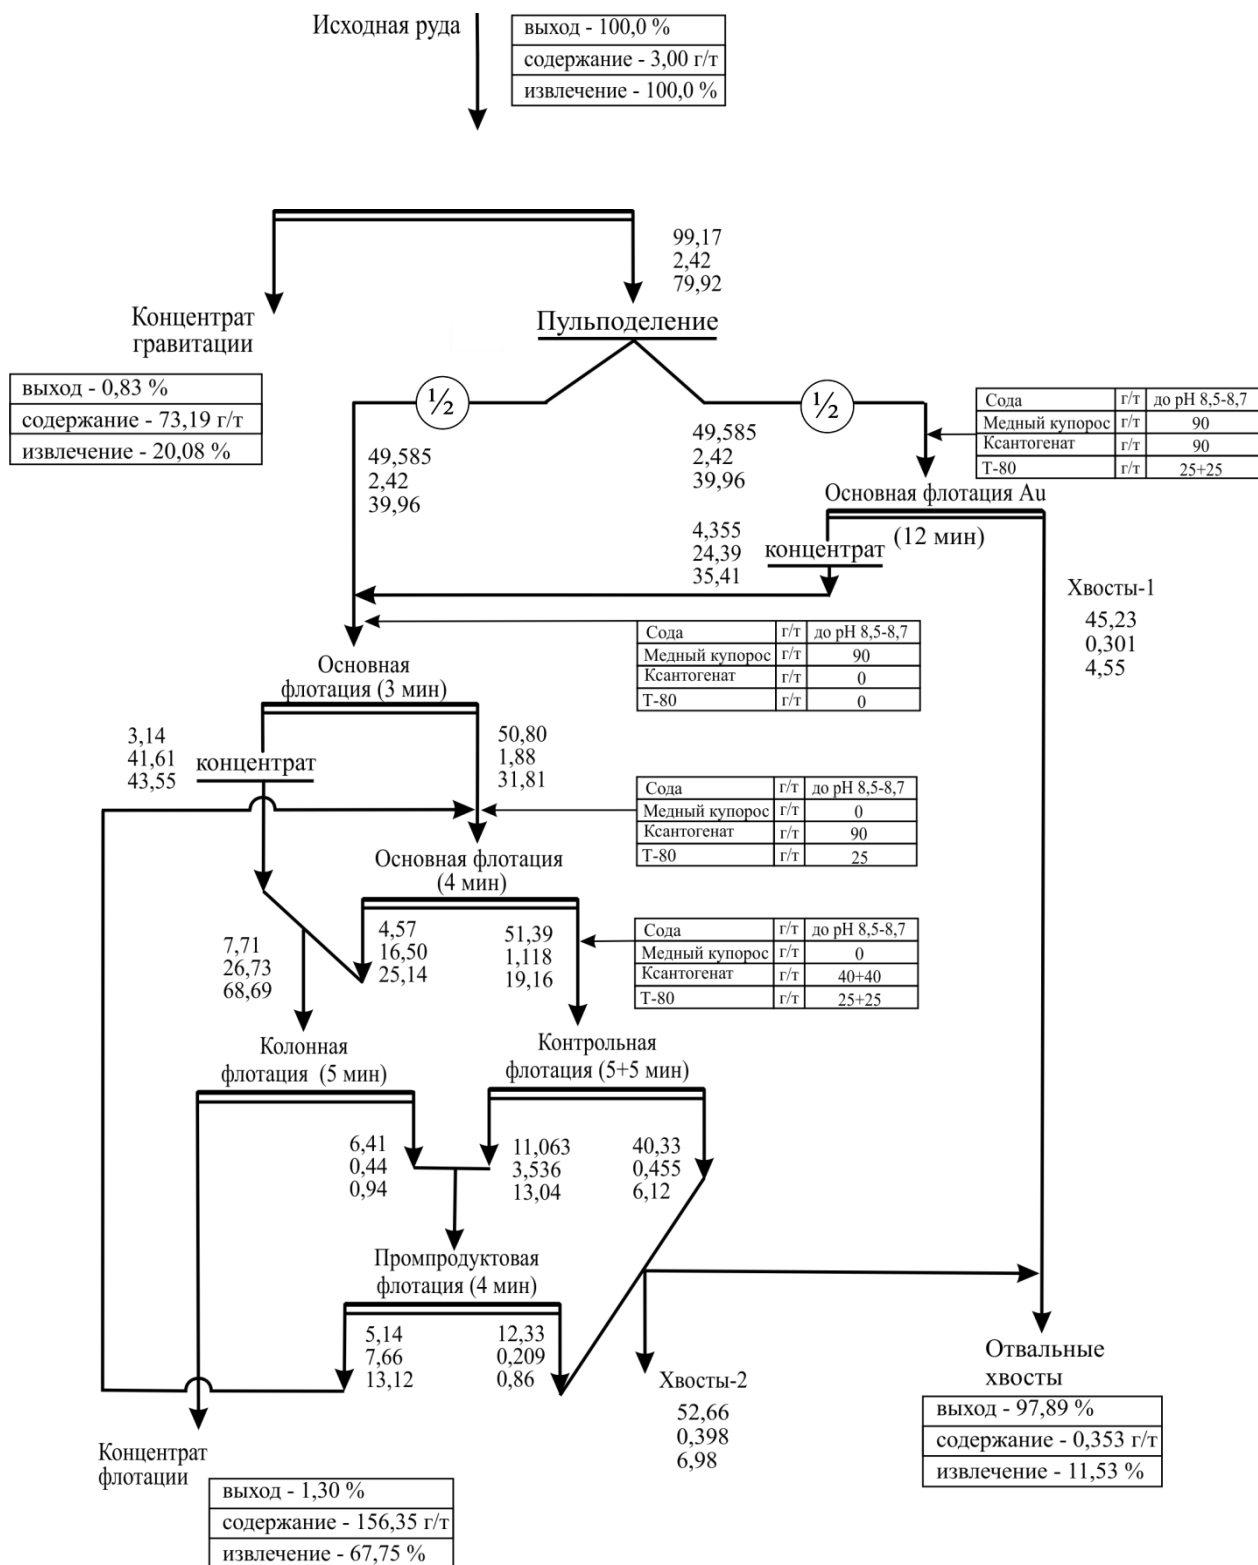 Исходная руда
выход - 100,0 %
содержание - 3,00 г/т
извлечение - 100,0 %
99,17
2,42
79,92
Концентрат
гравитации
выход - 0,83 %
содержание - 73,19 г/т
извлечение - 20,08 %
Пульподеление
½
½
49,585
2,42
39,96
49,585
2,42
39,96
Сода г/т до pH 8,5-8,7
Медный купорос г/т 90
Ксантогенат г/т 90
Т-80 г/т 25+25
Основная флотация Au
(12 мин)
4,355
24,39
35,41
концентрат
Хвосты-1
45,23
0,301
4,55
Сода г/т до pH 8,5-8,7
Медный купорос г/т 90
Ксантогенат г/т 0
Т-80 г/т 0
Основная
флотация (3 мин)
3,14
41,61
43,55
концентрат
50,80
1,88
31,81
Сода г/т до pH 8,5-8,7
Медный купорос г/т 0
Ксантогенат г/т 90
Т-80 г/т 25
Основная флотация
(4 мин)
7,71
26,73
68,69
4,57
16,50
25,14
51,39
1,118
19,16
Сода г/т до pH 8,5-8,7
Медный купорос г/т 0
Ксантогенат г/т 40+40
Т-80 г/т 25+25
Колонная
флотация (5 мин)
Контрольная
флотация (5+5 мин)
6,41
0,44
0,94
11,063
3,536
13,04
40,33
0,455
6,12
Промпродуктовая
флотация (4 мин)
5,14
7,66
13,12
12,33
0,209
0,86
Хвосты-2
52,66
0,398
6,98
Отвальные
хвосты
выход - 97,89 %
содержание - 0,353 г/т
извлечение - 11,53 %
Концентрат
флотации
выход - 1,30 %
содержание - 156,35 г/т
извлечение - 67,75 %